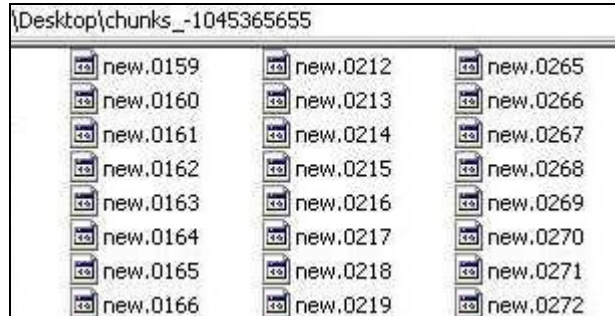 \Desktop\chunks_-1045365655
new.0159 new.0212 new.0265
new.0160 new.0213 new.0266
new.0161 new.0214 new.0267
new.0162 new.0215 new.0268
new.0163 new.0216 new.0269
new.0164 new.0217 new.0270
new.0165 new.0218 new.0271
new.0166 new.0219 new.0272